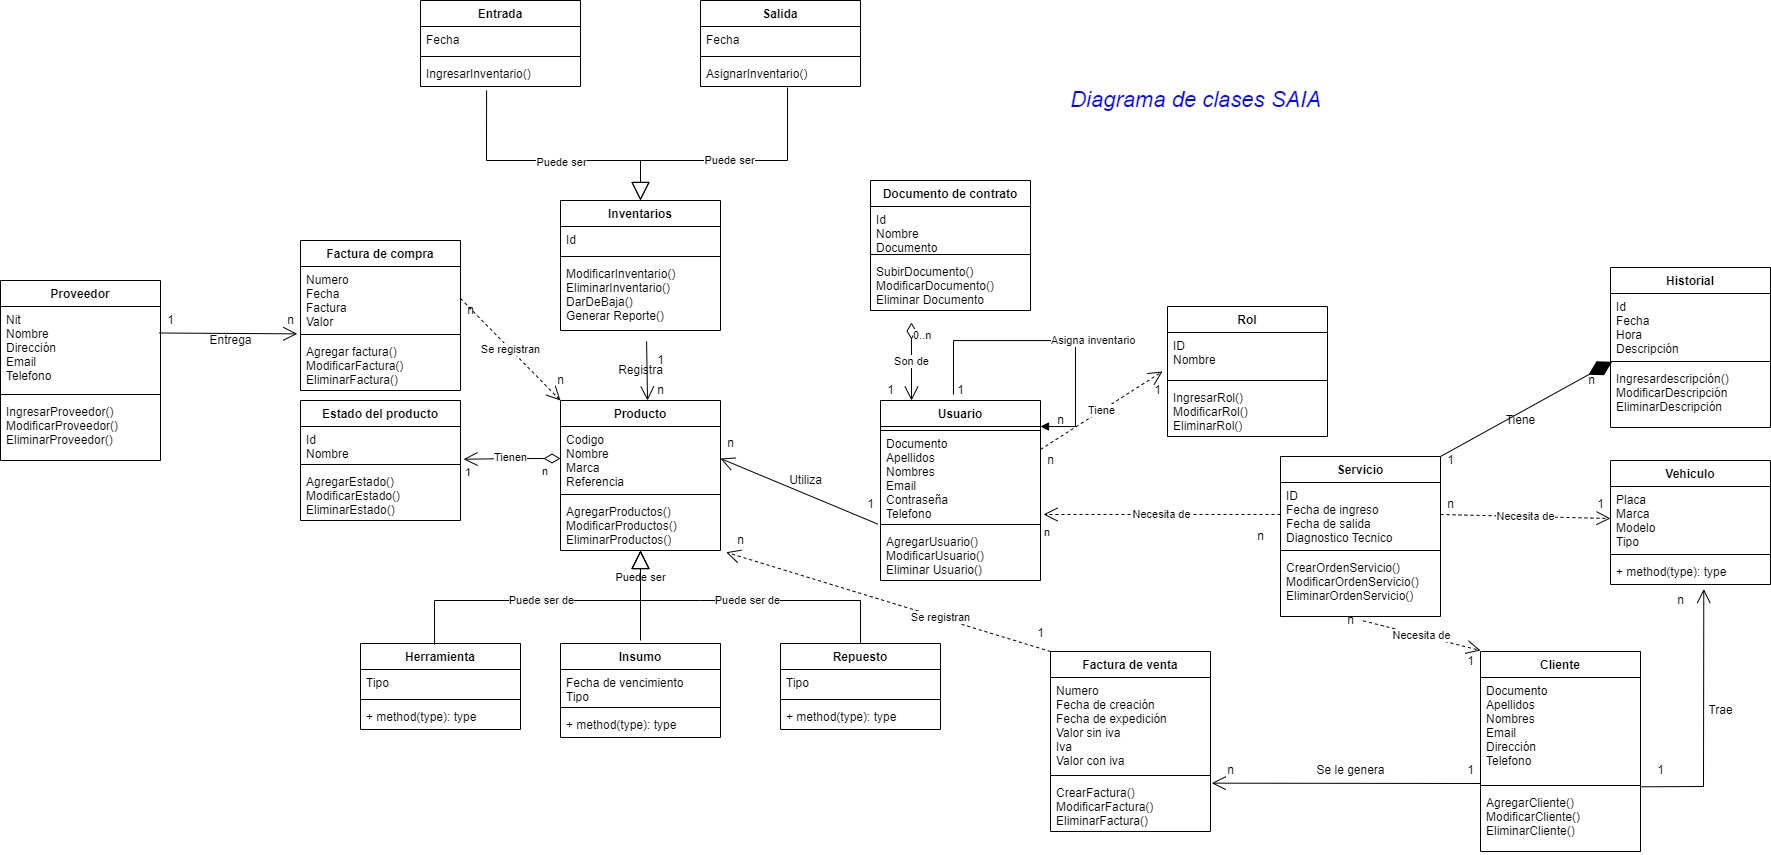 Entrada
Fecha
IngresarInventario()
Salida
Fecha
AsignarInventario()
Diagrama de clases SAIA
Puede ser
Puede ser
Inventarios
Id
ModificarInventario()
EliminarInventario()
DarDeBaja()
Generar Reporte()
Documento de contrato
Id
Nombre
Documento
SubirDocumento()
ModificarDocumento()
Eliminar Documento
Factura de compra
Numero
Fecha
Factura
Valor
Agregar factura()
ModificarFactura()
EliminarFactura()
Proveedor
Nit
Nombre
Dirección
Email
Telefono
IngresarProveedor()
ModificarProveedor()
EliminarProveedor()
1
n
Entrega
n
Se registran
n
1
Registra
n
0..n
Son de
1
1
Asigna inventario
n
Rol
ID
Nombre
IngresarRol()
ModificarRol()
EliminarRol()
Tiene
1
n
Historial
Id
Fecha
Hora
Descripción
Ingresardescripción()
ModificarDescripción
EliminarDescripción
n
Tiene
1
Estado del producto
Id
Nombre
AgregarEstado()
ModificarEstado()
EliminarEstado()
Tienen
1
n
Producto
Codigo
Nombre
Marca
Referencia
AgregarProductos()
ModificarProductos()
EliminarProductos()
n
Utiliza
1
Usuario
Documento
Apellidos
Nombres
Email
Contraseña
Telefono
AgregarUsuario()
ModificarUsuario()
Eliminar Usuario()
Necesita de
n
n
Servicio
ID
Fecha de ingreso
Fecha de salida
Diagnostico Tecnico
CrearOrdenServicio()
ModificarOrdenServicio()
EliminarOrdenServicio()
n
Necesita de
1
Vehiculo
Placa
Marca
Modelo
Tipo
+ method(type): type
Puede ser
Puede ser de
Puede ser de
n
Se registran
1
n
Necesita de
1
n
Trae
1
Herramienta
Tipo
+ method(type): type
Insumo
Fecha de vencimiento
Tipo
+ method(type): type
Repuesto
Tipo
+ method(type): type
Factura de venta
Numero
Fecha de creación
Fecha de expedición
Valor sin iva
Iva
Valor con iva
CrearFactura()
ModificarFactura()
EliminarFactura()
n
Se le genera
1
Cliente
Documento
Apellidos
Nombres
Email
Dirección
Telefono
AgregarCliente()
ModificarCliente()
EliminarCliente()